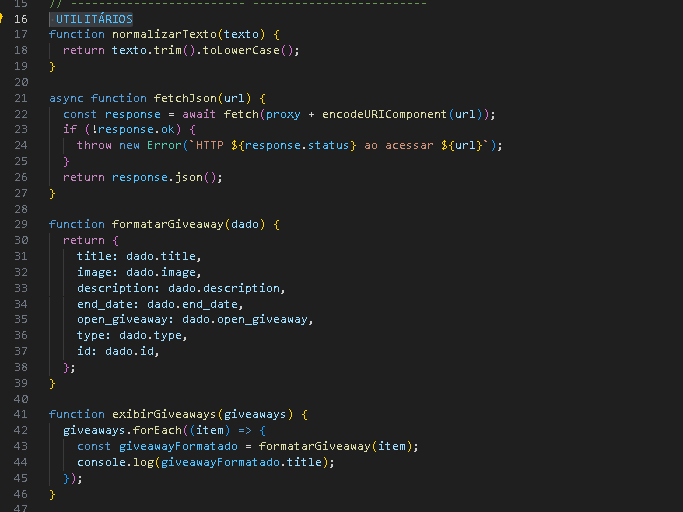 15 // ------------------------- -------------------------
16 UTILITÁRIOS
17 function normalizarTexto(texto) {
18   return texto.trim().toLowerCase();
19 }
20
21 async function fetchJson(url) {
22   const response = await fetch(proxy + encodeURIComponent(url));
23   if (!response.ok) {
24     throw new Error(`HTTP ${response.status} ao acessar ${url}`);
25   }
26   return response.json();
27 }
28
29 function formatarGiveaway(dado) {
30   return {
31     title: dado.title,
32     image: dado.image,
33     description: dado.description,
34     end_date: dado.end_date,
35     open_giveaway: dado.open_giveaway,
36     type: dado.type,
37     id: dado.id,
38   };
39 }
40
41 function exibirGiveaways(giveaways) {
42   giveaways.forEach((item) => {
43     const giveawayFormatado = formatarGiveaway(item);
44     console.log(giveawayFormatado.title);
45   });
46 }
47